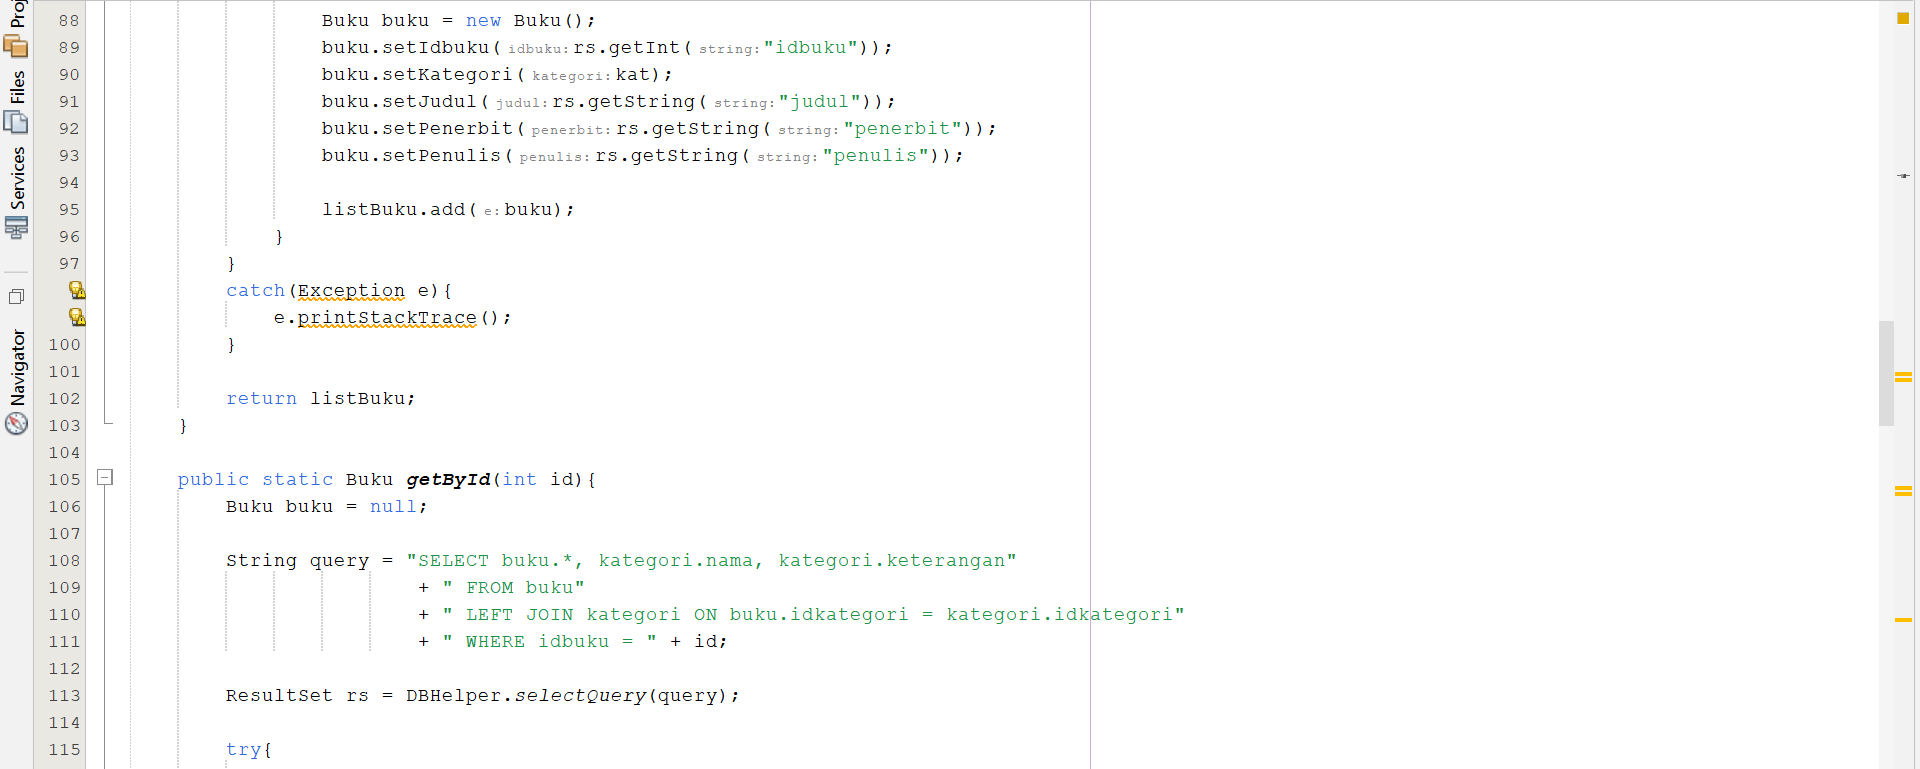 Proj
Files
Services
Navigator
88 Buku buku = new Buku();
89 buku.setIdbuku( idbuku: rs.getInt( string: "idbuku"));
90 buku.setKategori( kategori: kat);
91 buku.setJudul( judul: rs.getString( string: "judul"));
92 buku.setPenerbit( penerbit: rs.getString( string: "penerbit"));
93 buku.setPenulis( penulis: rs.getString( string: "penulis"));
94
95 listBuku.add( e: buku);
96 }
97 }
catch(Exception e){
e.printStackTrace();
100 }
101
102 return listBuku;
103 }
104
105 public static Buku getById(int id){
106 Buku buku = null;
107
108 String query = "SELECT buku.*, kategori.nama, kategori.keterangan"
109 + " FROM buku"
110 + " LEFT JOIN kategori ON buku.idkategori = kategori.idkategori"
111 + " WHERE idbuku = " + id;
112
113 ResultSet rs = DBHelper.selectQuery(query);
114
115 try{